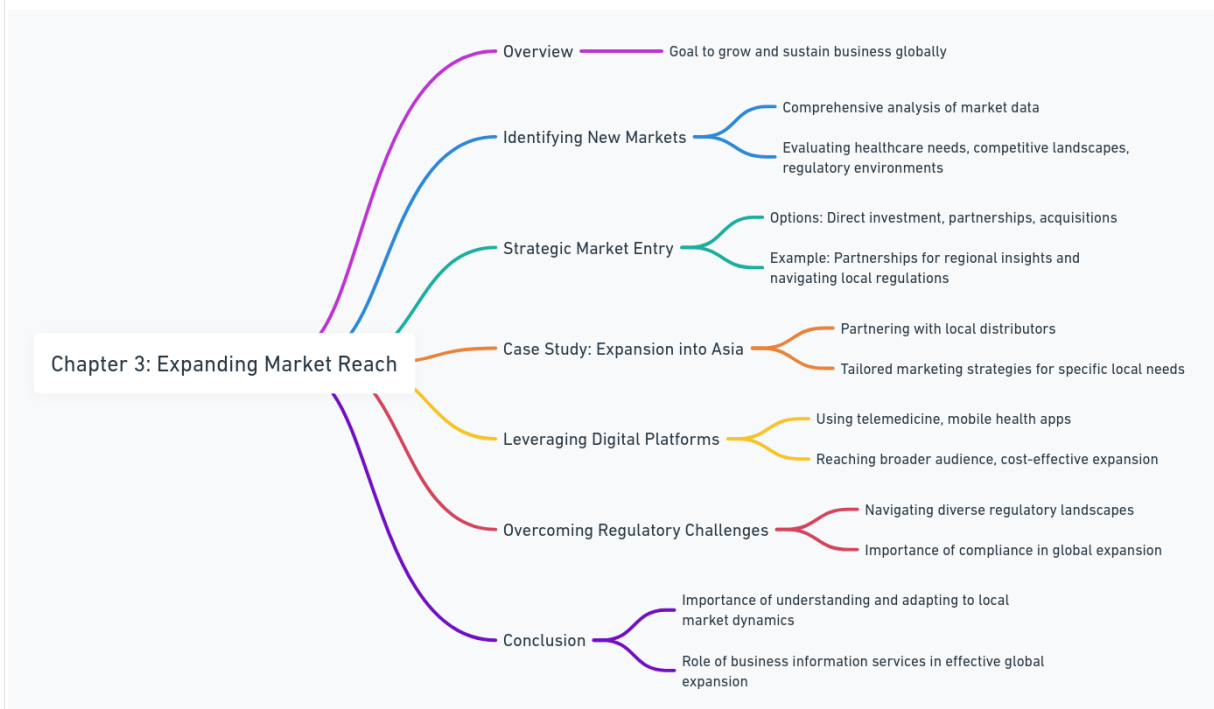 Chapter 3: Expanding Market Reach
Overview
Goal to grow and sustain business globally
Identifying New Markets
Comprehensive analysis of market data
Evaluating healthcare needs, competitive landscapes,
regulatory environments
Strategic Market Entry
Options: Direct investment, partnerships, acquisitions
Example: Partnerships for regional insights and
navigating local regulations
Case Study: Expansion into Asia
Partnering with local distributors
Tailored marketing strategies for specific local needs
Leveraging Digital Platforms
Using telemedicine, mobile health apps
Reaching broader audience, cost-effective expansion
Overcoming Regulatory Challenges
Navigating diverse regulatory landscapes
Importance of compliance in global expansion
Conclusion
Importance of understanding and adapting to local
market dynamics
Role of business information services in effective global
expansion